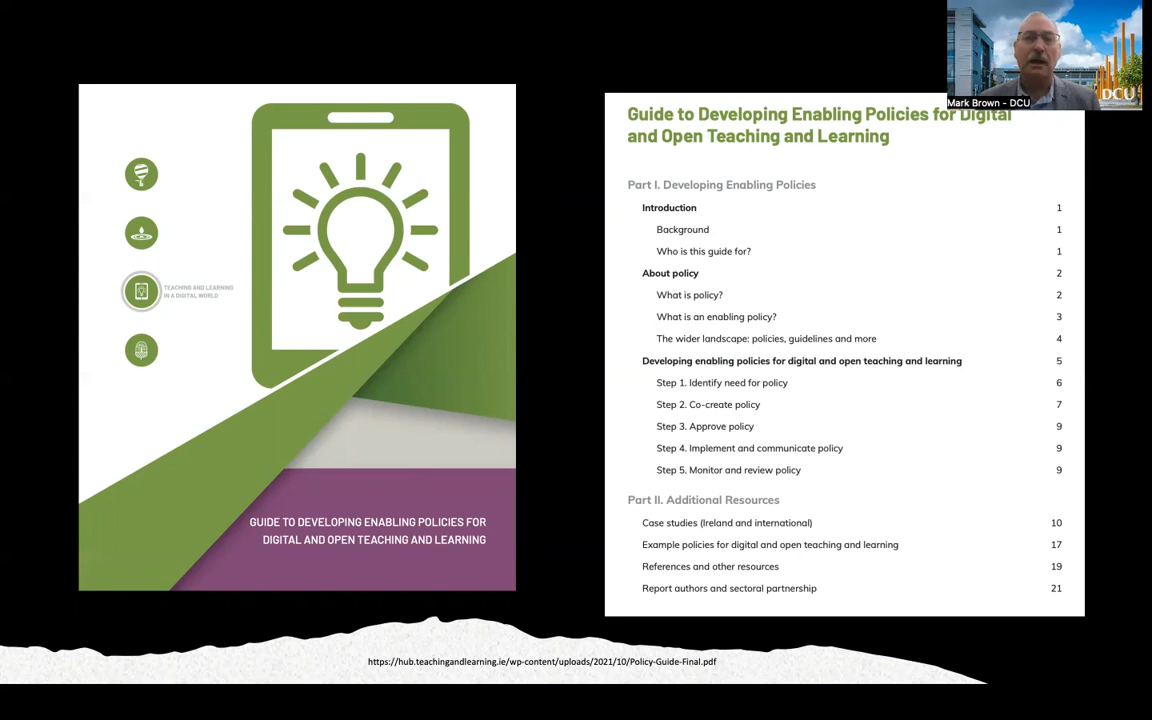 DCU
Mark Brown - DCU
TEACHING AND LEARNING
IN A DIGITAL WORLD
GUIDE TO DEVELOPING ENABLING POLICIES FOR
DIGITAL AND OPEN TEACHING AND LEARNING
Guide to Developing Enabling Policies for Digital
and Open Teaching and Learning
Part I. Developing Enabling Policies
Introduction 1
Background 1
Who is this guide for? 1
About policy 2
What is policy? 2
What is an enabling policy? 3
The wider landscape: policies, guidelines and more 4
Developing enabling policies for digital and open teaching and learning 5
Step 1. Identify need for policy 6
Step 2. Co-create policy 7
Step 3. Approve policy 9
Step 4. Implement and communicate policy 9
Step 5. Monitor and review policy 9
Part II. Additional Resources
Case studies (Ireland and international) 10
Example policies for digital and open teaching and learning 17
References and other resources 19
Report authors and sectoral partnership 21
https://hub.teachingandlearning.ie/wp-content/uploads/2021/10/Policy-Guide-Final.pdf